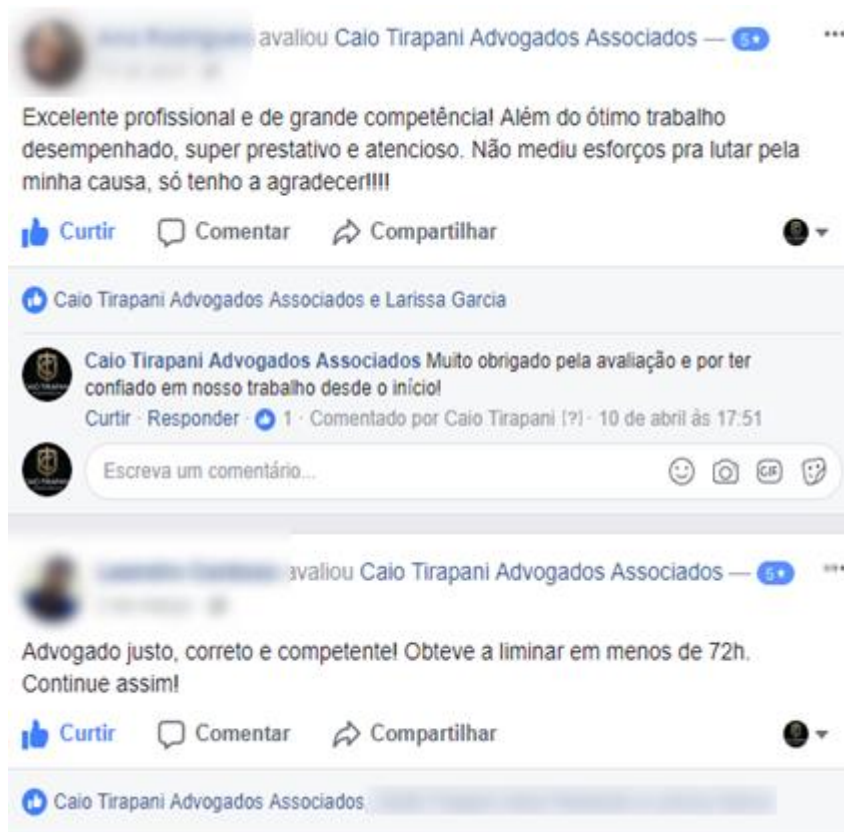 avaliou Caio Tirapani Advogados Associados — 5★
Excelente profissional e de grande competência! Além do ótimo trabalho
desempenhado, super prestativo e atencioso. Não mediu esforços pra lutar pela
minha causa, só tenho a agradecer!!!!
Curtir Comentar Compartilhar
Caio Tirapani Advogados Associados e Larissa Garcia
Caio Tirapani Advogados Associados Muito obrigado pela avaliação e por ter
confiado em nosso trabalho desde o início!
Curtir · Responder · 1 · Comentado por Caio Tirapani [?] · 10 de abril às 17:51
Escreva um comentário... GIF
avaliou Caio Tirapani Advogados Associados — 5★
Advogado justo, correto e competente! Obteve a liminar em menos de 72h.
Continue assim!
Curtir Comentar Compartilhar
Caio Tirapani Advogados Associados,